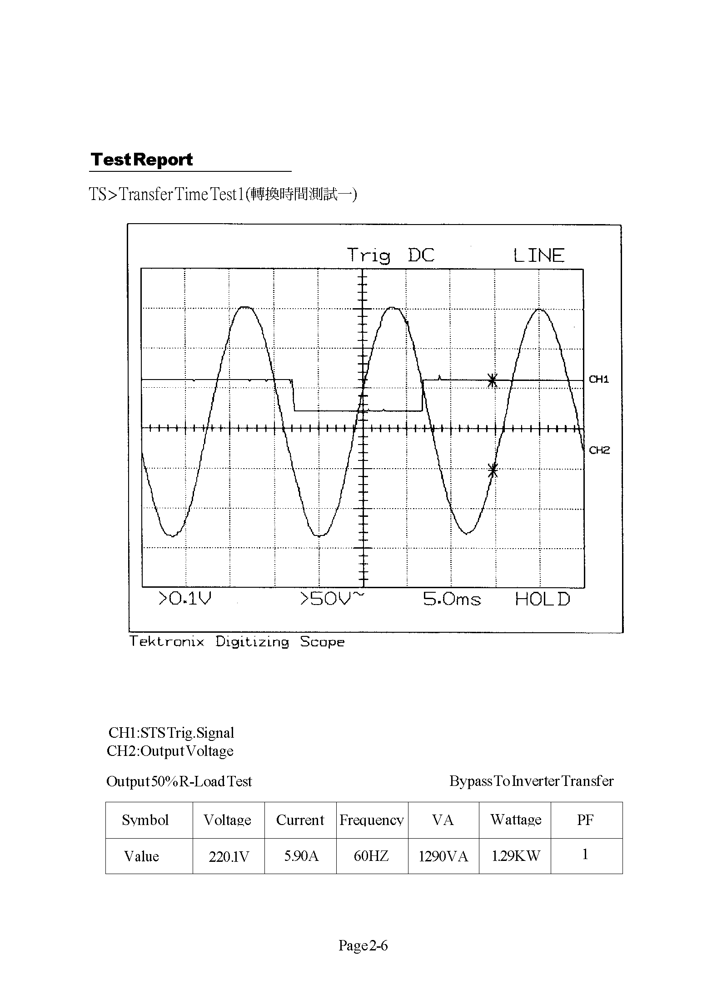 Test Report
TS>Transfer Time Test1(轉換時間測試一)
Trig DC LINE
CH1
CH2
>0.1V >50V~ 5.0ms HOLD
Tektronix Digitizing Scope
CH1:STS Trig.Signal
CH2:Output Voltage
Output 50% R-Load Test Bypass To Inverter Transfer
Symbol Voltage Current Frequency VA Wattage PF
Value 220.1V 5.90A 60HZ 1290VA 1.29KW 1
Page 2-6